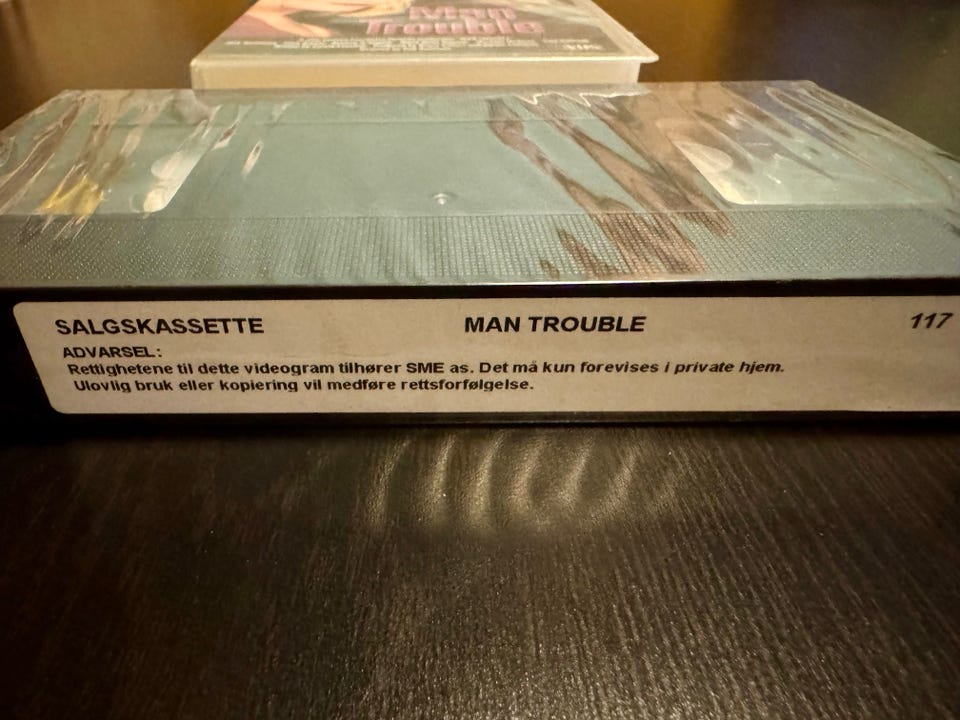 Man
Trouble
VHS
SALGSKASSETTE MAN TROUBLE 117
ADVARSEL:
Rettighetene til dette videogram tilhører SME as. Det må kun forevises i private hjem.
Ulovlig bruk eller kopiering vil medføre rettsforfølgelse.